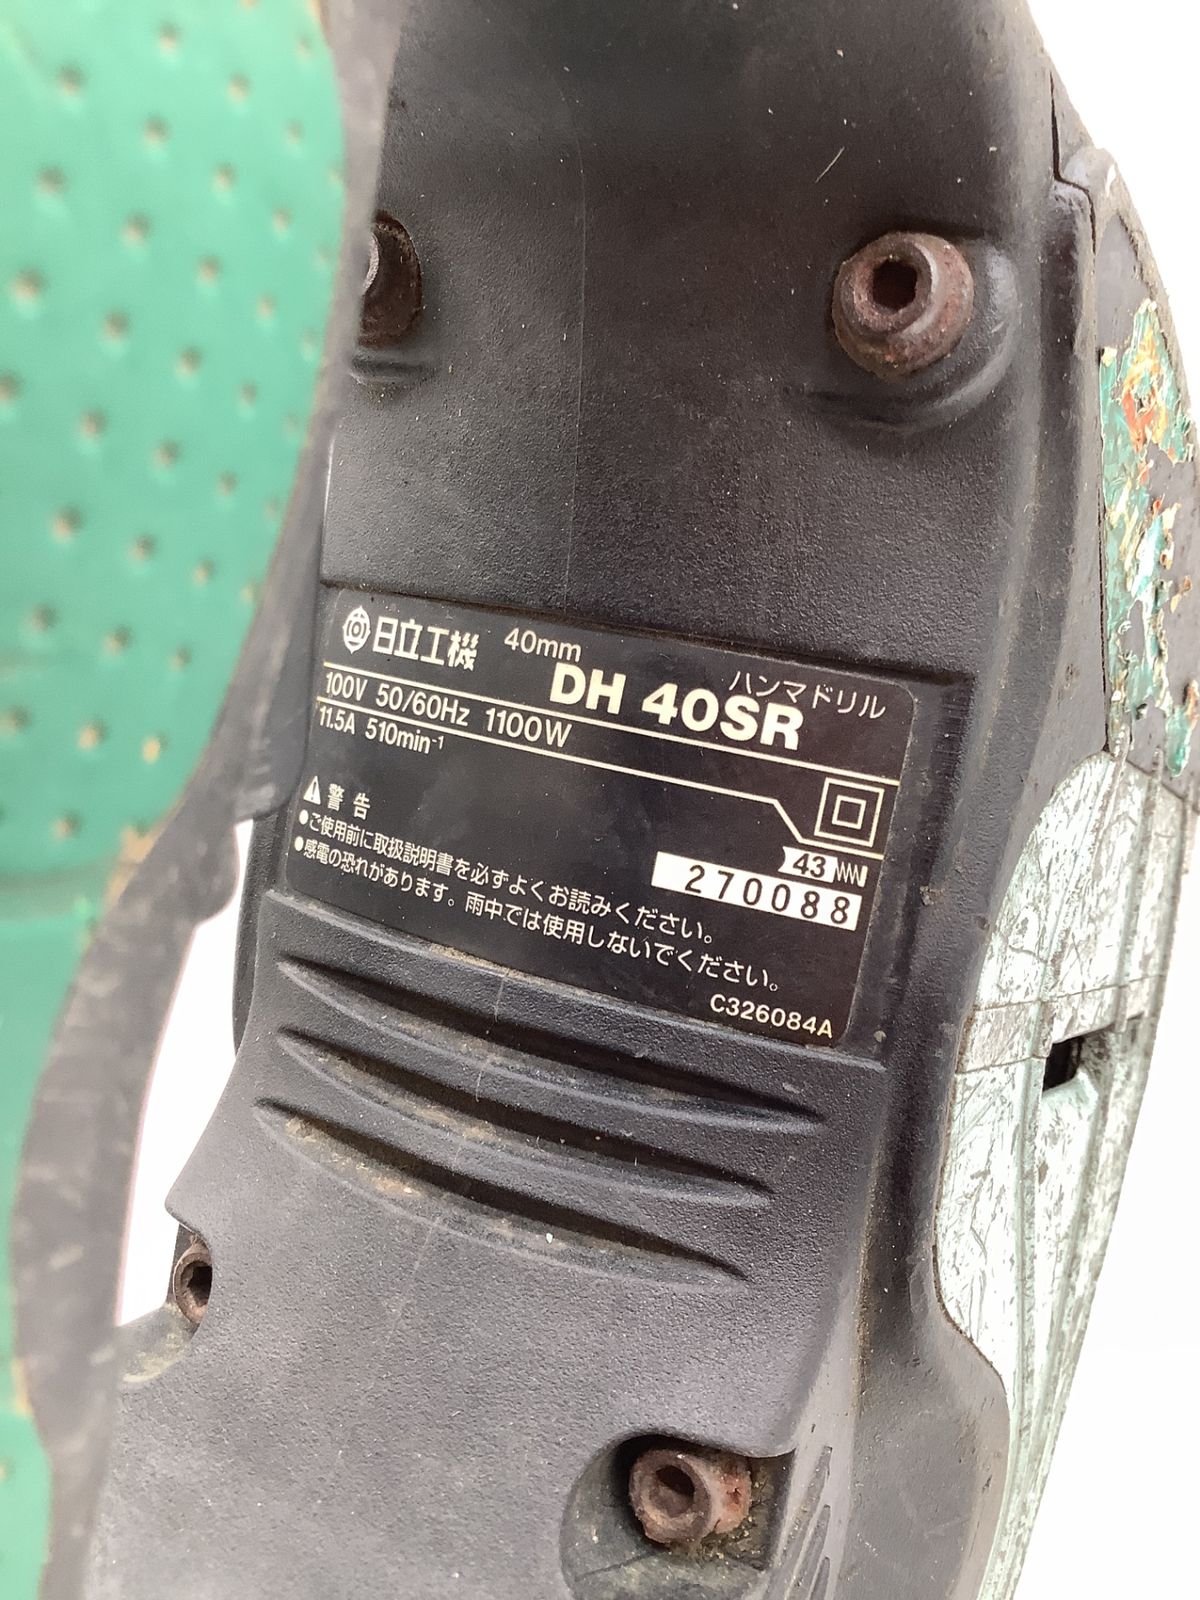 日立工機 40mm ハンマドリル
DH 40SR
100V 50/60Hz 1100W
11.5A 510min⁻¹
警告
●ご使用前に取扱説明書を必ずよくお読みください。
●感電の恐れがあります。雨中では使用しないでください。
43
270088
C326084A